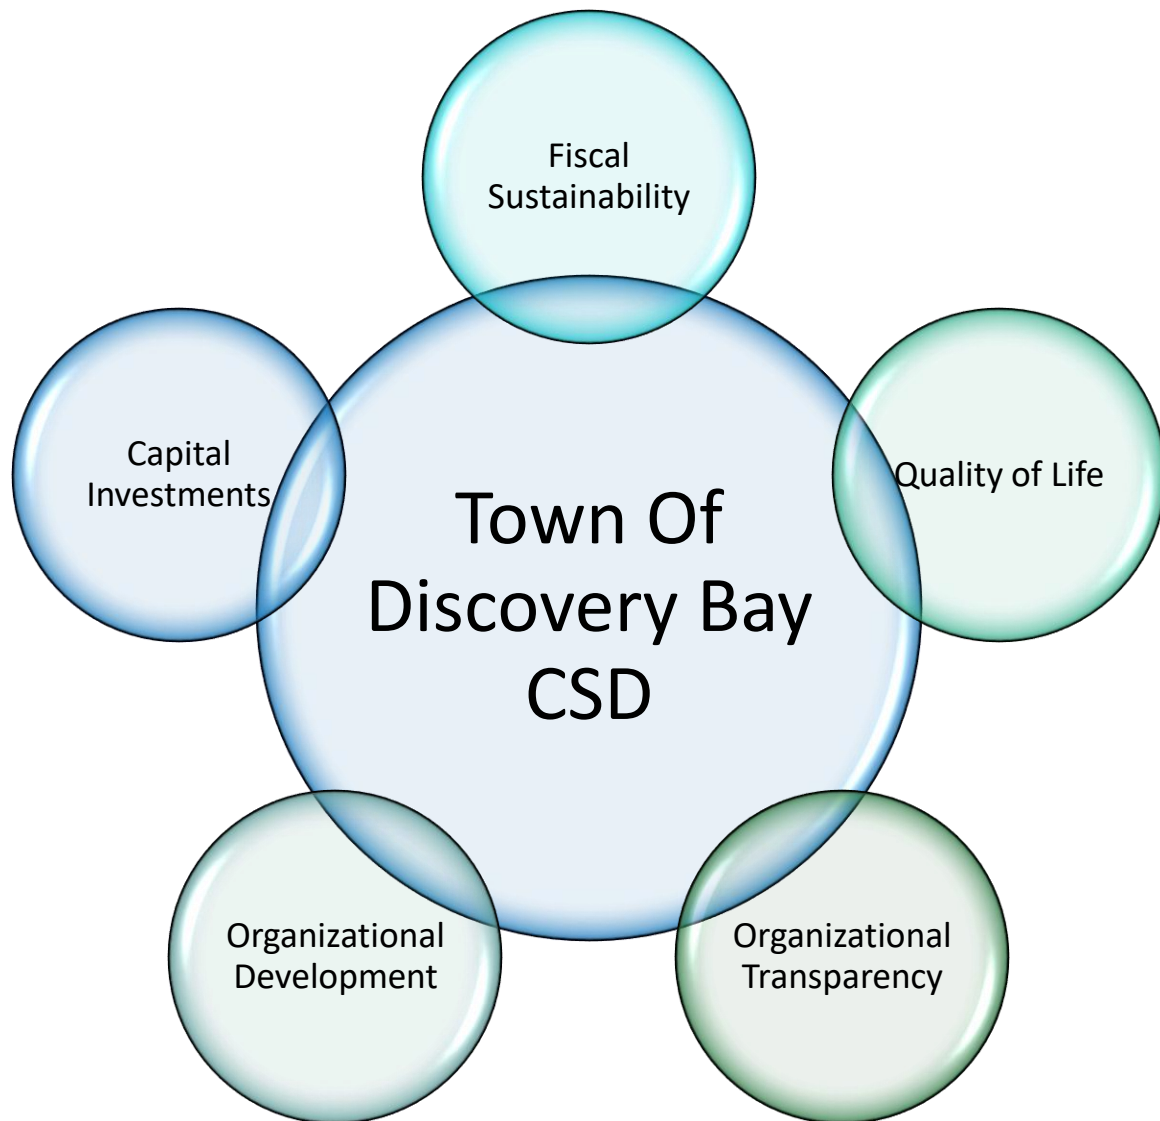 Fiscal
Sustainability
Quality of Life
Organizational
Transparency
Organizational
Development
Capital
Investments
Town Of
Discovery Bay
CSD